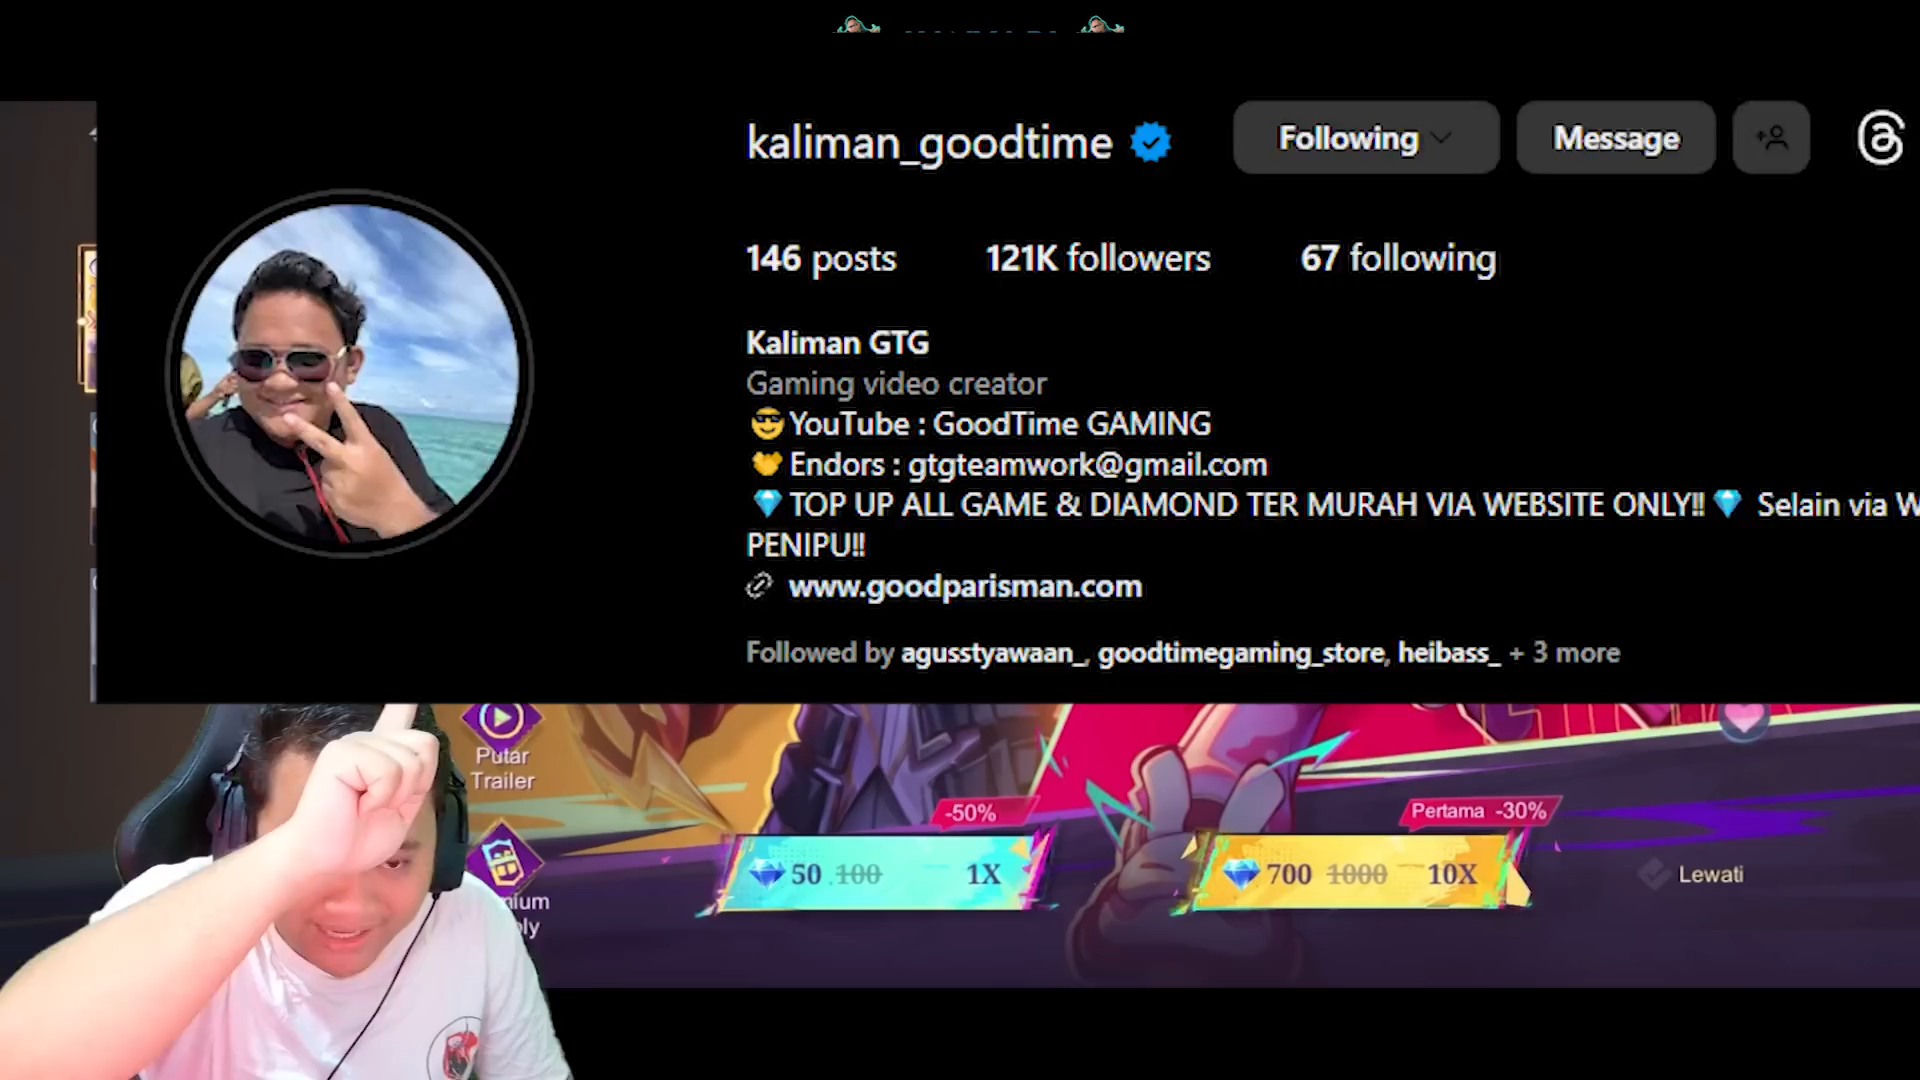 kaliman_goodtime
Following
Message
146 posts
121K followers
67 following
Kaliman GTG
Gaming video creator
😎 YouTube : GoodTime GAMING
🤝 Endors : gtgteamwork@gmail.com
💎 TOP UP ALL GAME & DIAMOND TER MURAH VIA WEBSITE ONLY!! 💎 Selain via W
PENIPU!!
www.goodparisman.com
Followed by agusstyawaan_, goodtimegaming_store, heibass_ + 3 more
Putar
Trailer
-50%
50 100 1X
Pertama -30%
700 1000 10X
Lewati